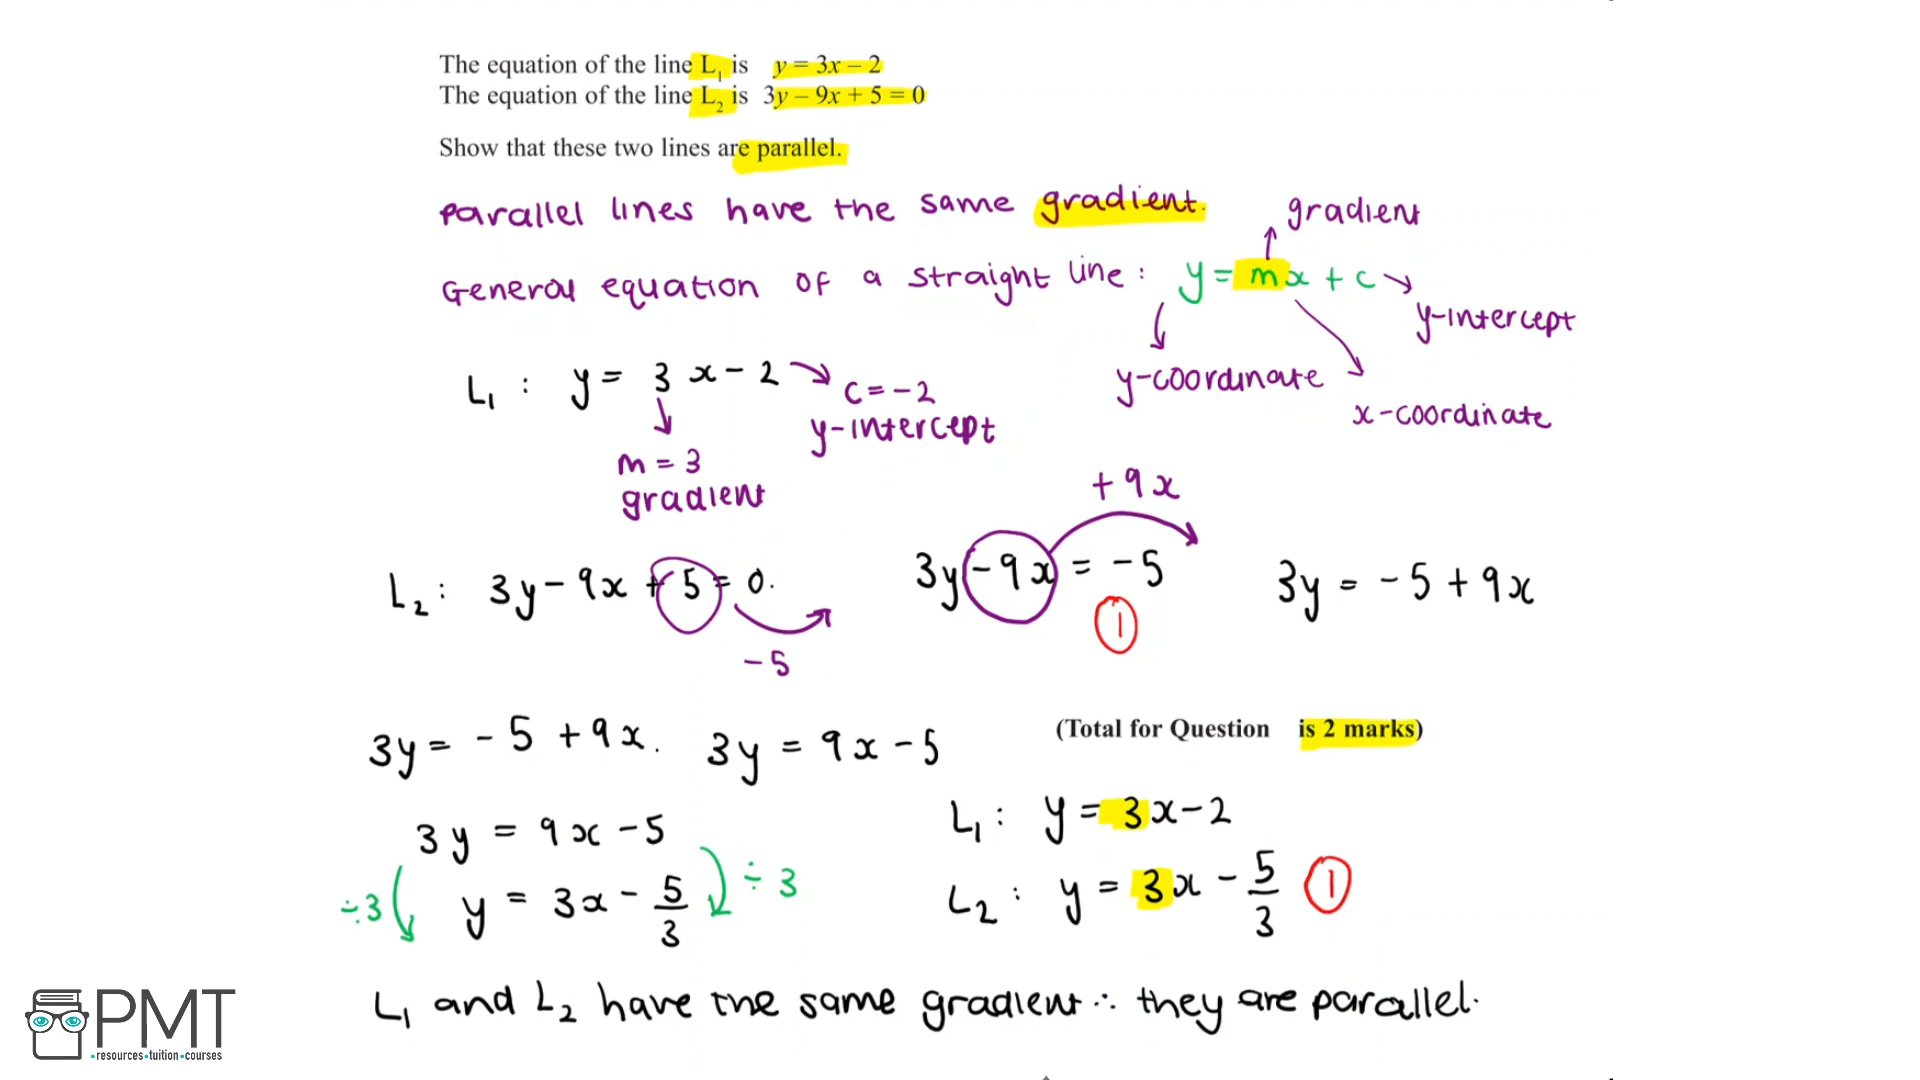 The equation of the line L₁ is y = 3x – 2
The equation of the line L₂ is 3y – 9x + 5 = 0
Show that these two lines are parallel.
Parallel lines have the same gradient.
gradient
General equation of a straight line : y = mx + c
y-intercept
y-coordinate
x-coordinate
L₁ : y = 3x - 2
c = -2
y-intercept
m = 3
gradient
+9x
L₂ : 3y - 9x + 5 = 0.
-5
3y - 9x = -5
1
3y = -5 + 9x
3y = -5 + 9x.
3y = 9x - 5
(Total for Question is 2 marks)
3y = 9x - 5
÷3
÷ 3
y = 3x - 5/3
L₁ : y = 3x - 2
L₂ : y = 3x - 5/3
1
L₁ and L₂ have the same gradient ∴ they are parallel.
PMT
•resources•tuition•courses